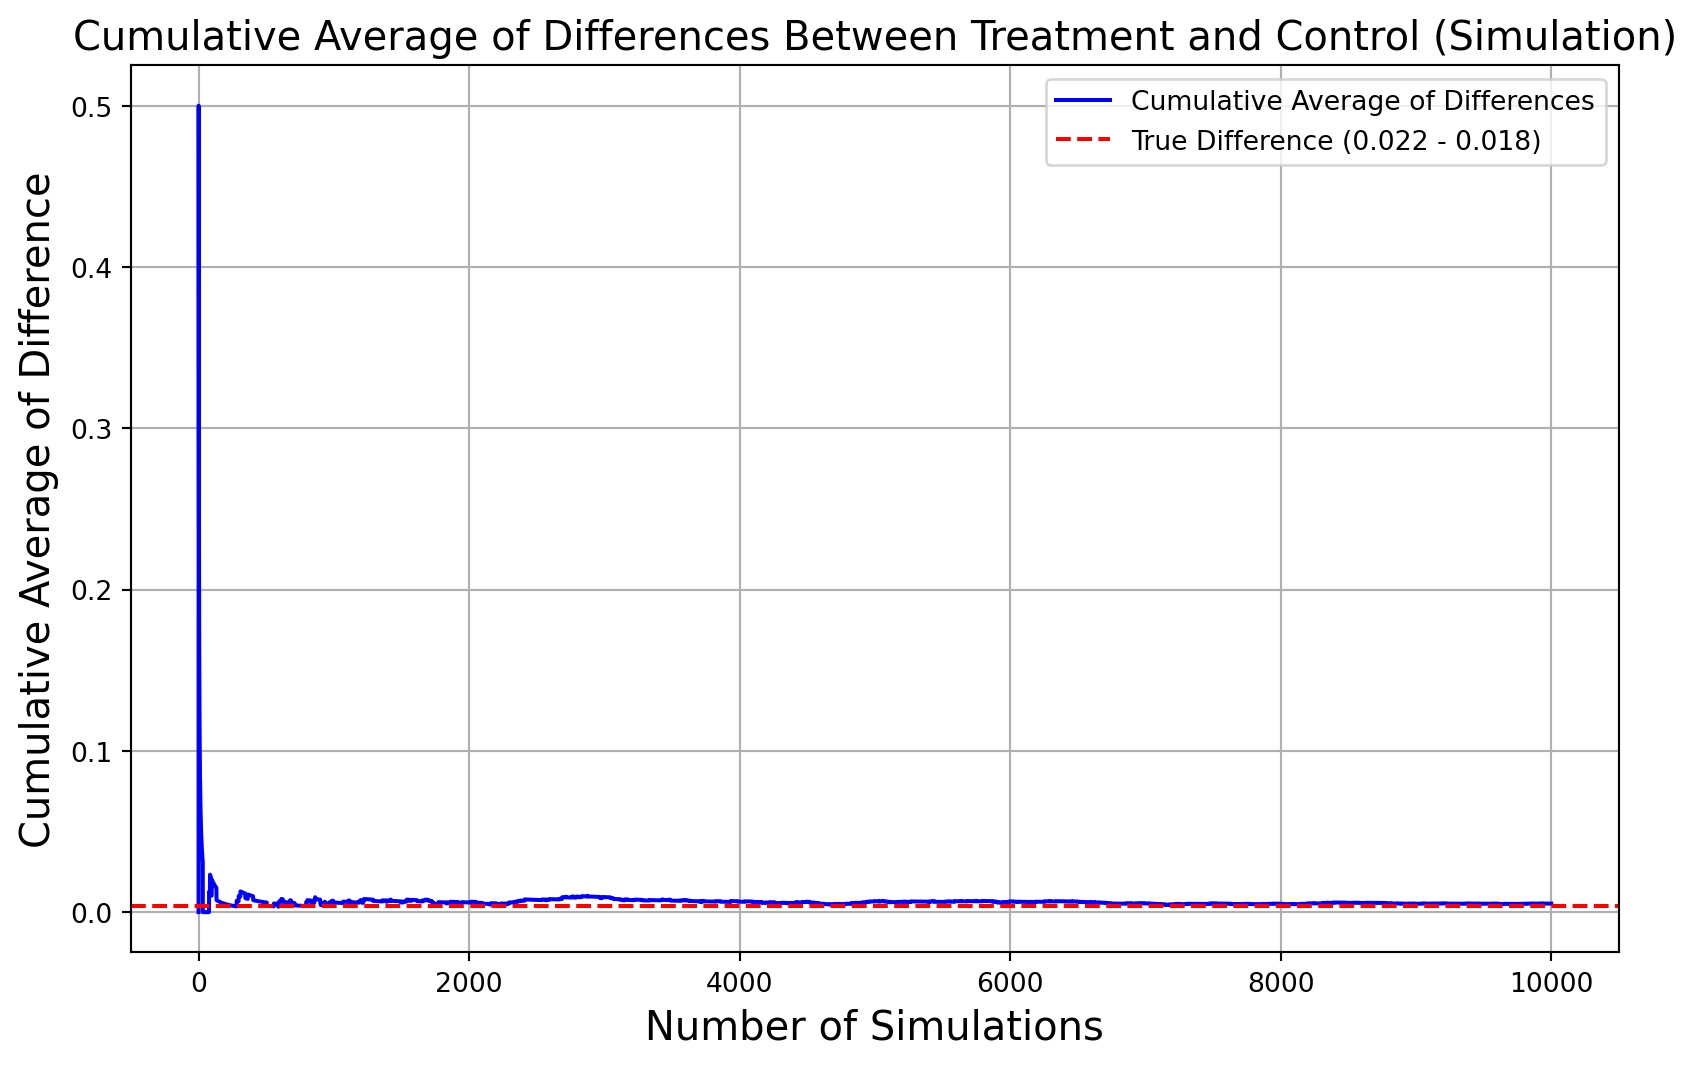 Cumulative Average of Differences Between Treatment and Control (Simulation)
Cumulative Average of Differences
True Difference (0.022 - 0.018)
Cumulative Average of Difference
0.5
0.4
0.3
0.2
0.1
0.0
0 2000 4000 6000 8000 10000
Number of Simulations